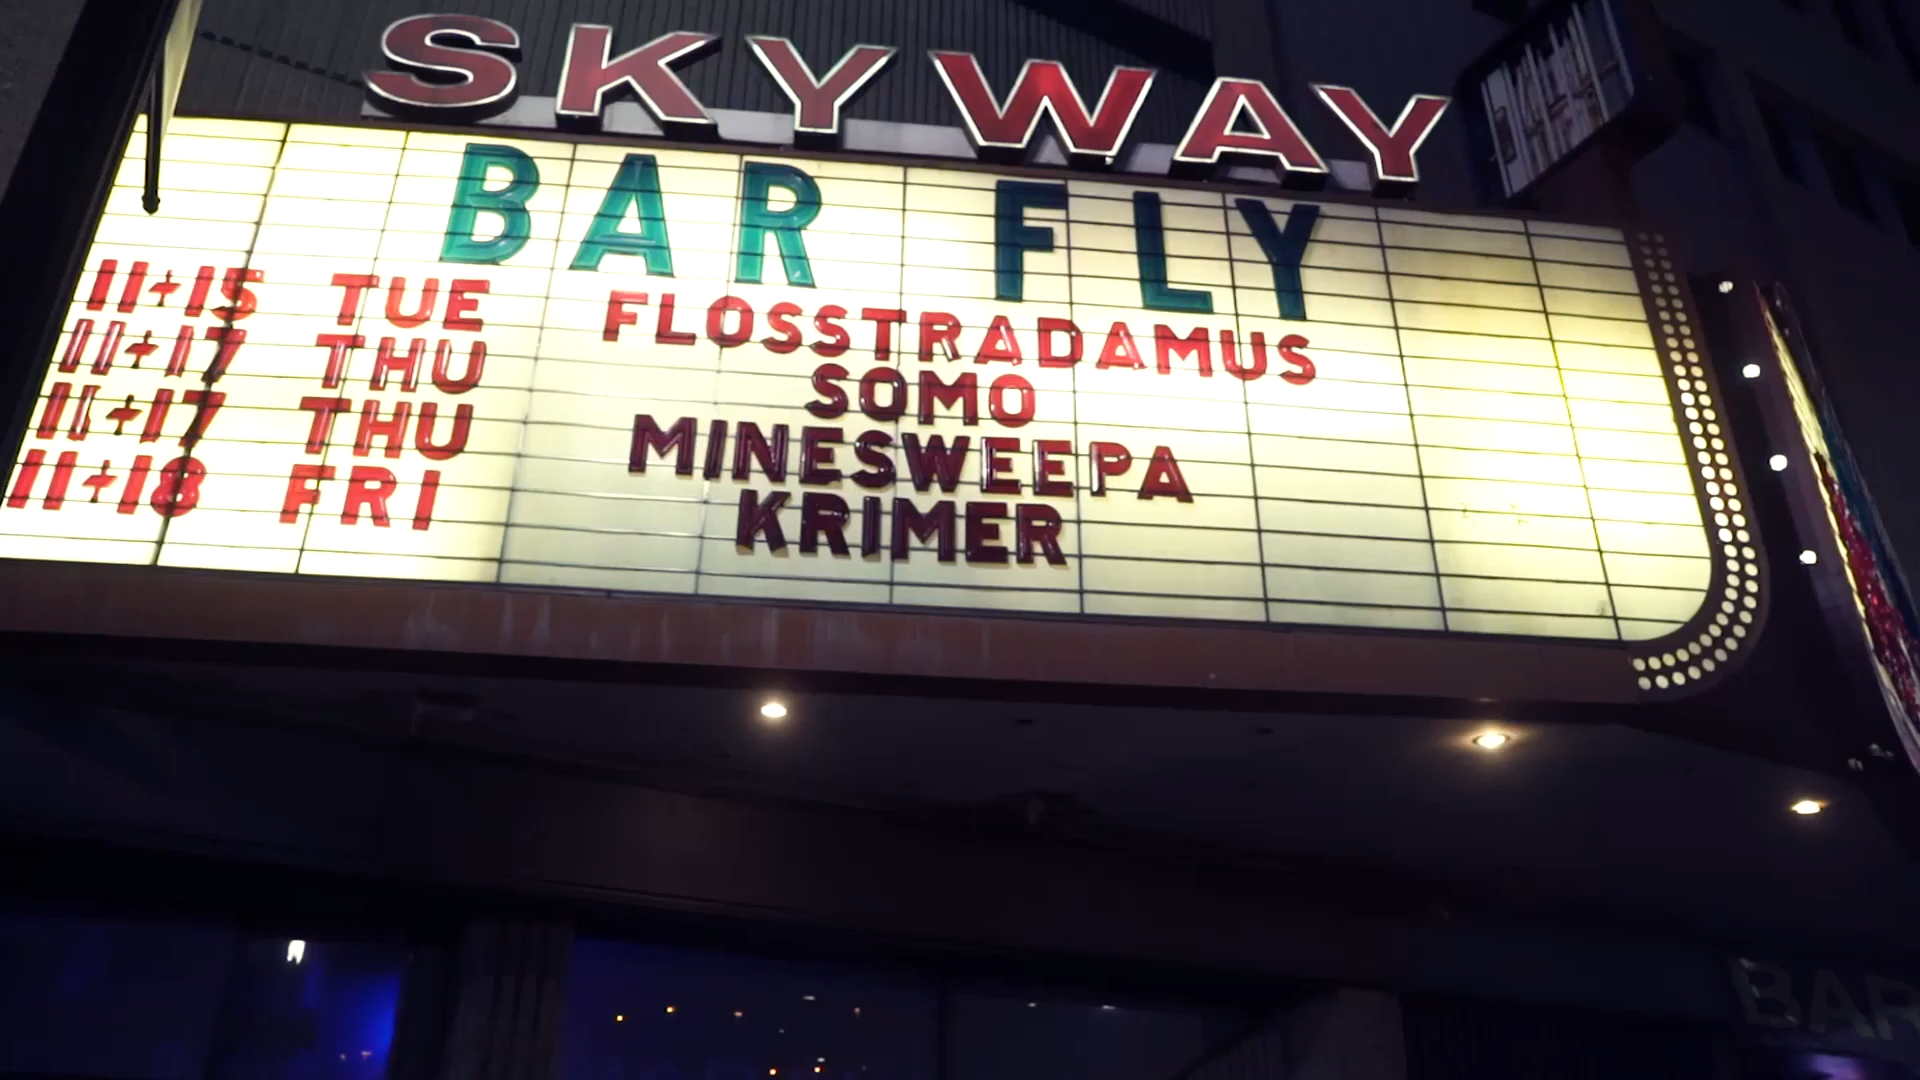 SKYWAY
BAR FLY
11+15 TUE FLOSSTRADAMUS
11+17 THU SOMO
11+17 THU MINESWEEPA
11+18 FRI KRIMER
BAR